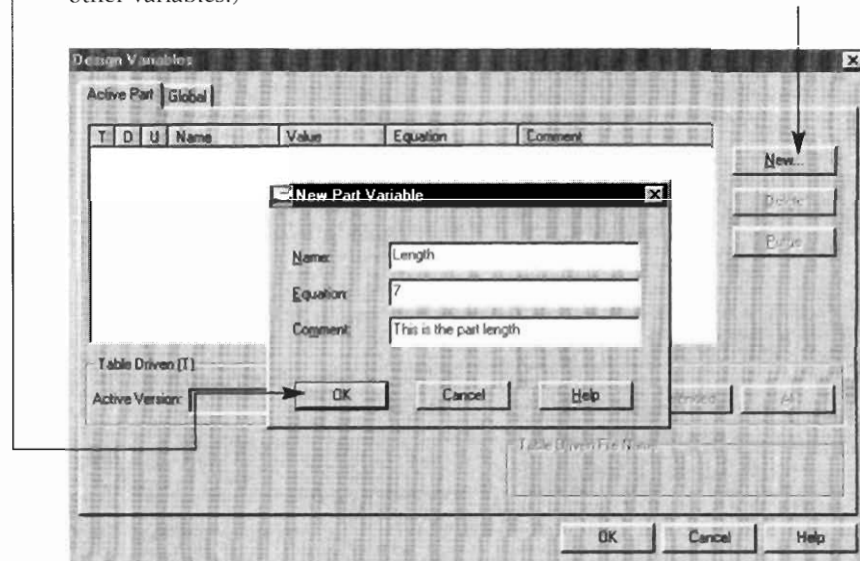 other variables.)
Design Variables
Active Part Global
T D U Name Value Equation Comment
New...
New Part Variable
Delete
Purge
Name: Length
Equation: 7
Comment: This is the part length
Table Driven (T)
Active Version:
OK Cancel Help
All
Table Driven File Name
OK Cancel Help